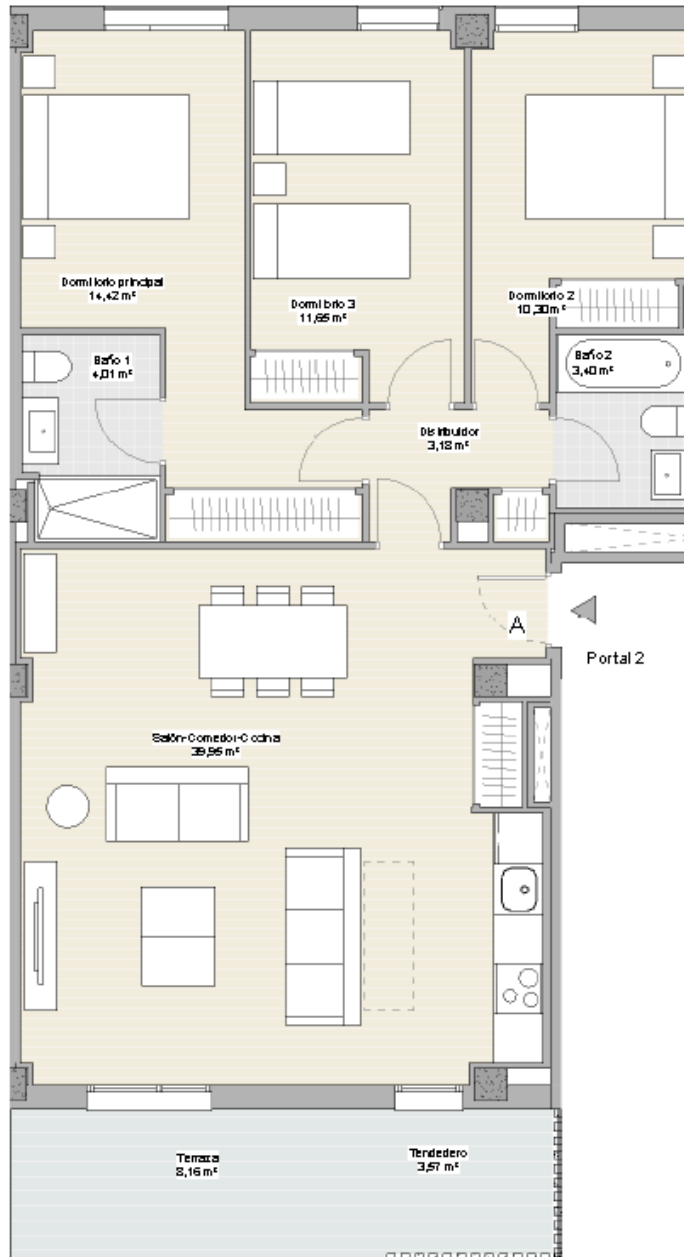 Dormitorio principal
14,42 m²
Dormitorio 3
11,65 m²
Dormitorio 2
10,30 m²
Baño 1
4,01 m²
Baño 2
3,40 m²
Distribuidor
3,18 m²
A
Portal 2
Salón-Comedor-Cocina
39,95 m²
Terraza
8,16 m²
Tendedero
3,57 m²